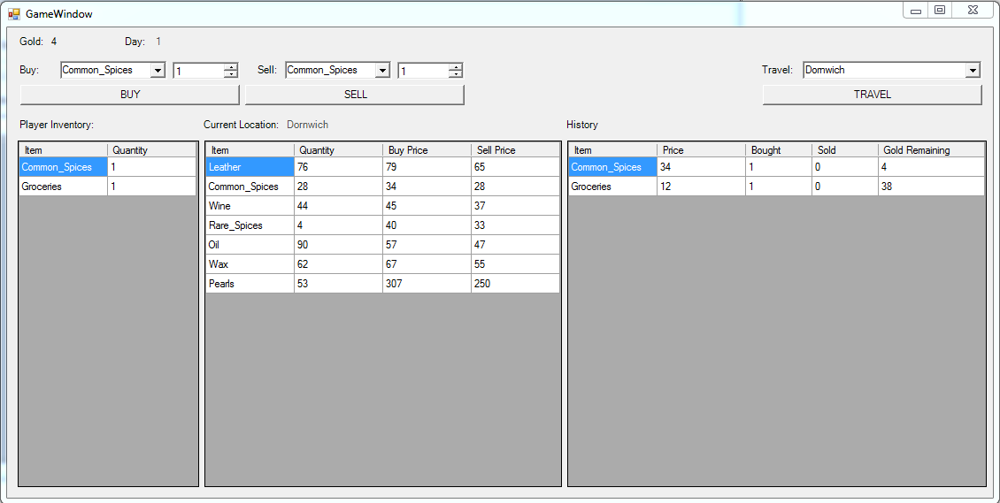 GameWindow
Gold: 4 Day: 1
Buy: Common_Spices 1 Sell: Common_Spices 1 Travel: Dornwich
BUY SELL TRAVEL
Player Inventory: Current Location: Dornwich History
Item Quantity Item Quantity Buy Price Sell Price Item Price Bought Sold Gold Remaining
Common_Spices 1 Leather 76 79 65 Common_Spices 34 1 0 4
Groceries 1 Common_Spices 28 34 28 Groceries 12 1 0 38
Wine 44 45 37
Rare_Spices 4 40 33
Oil 90 57 47
Wax 62 67 55
Pearls 53 307 250